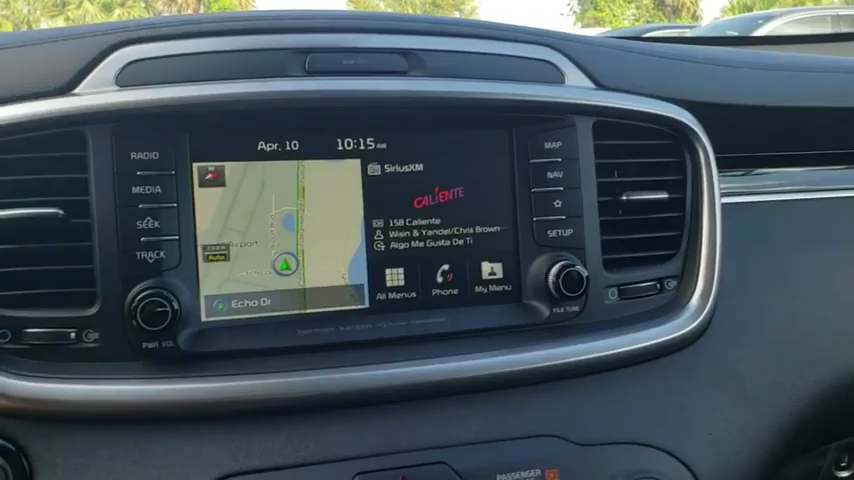 RADIO
MEDIA
SEEK
TRACK
PWR VOL
Apr. 10
10:15 AM
Airport
Auto
Echo Dr
SiriusXM
CALIENTE
158 Caliente
Wisin & Yandel/Chris Brown...
Algo Me Gusta De Ti
All Menus
Phone
My Menu
MAP
NAV
SETUP
FILE TUNE
harman kardon
PASSENGER